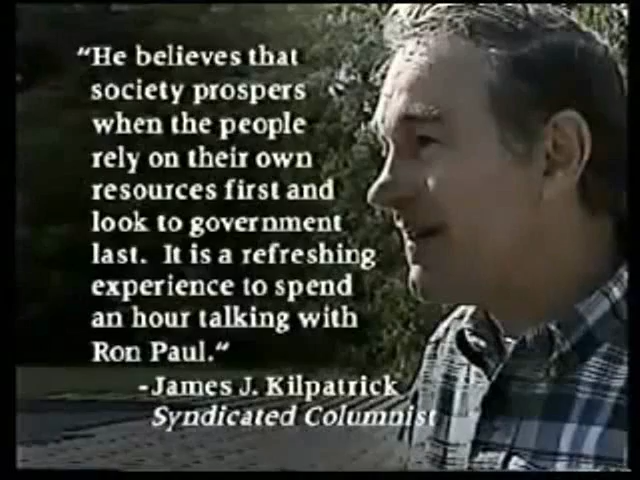 “He believes that
society prospers
when the people
rely on their own
resources first and
look to government
last. It is a refreshing
experience to spend
an hour talking with
Ron Paul.“
-James J. Kilpatrick
Syndicated Columnist